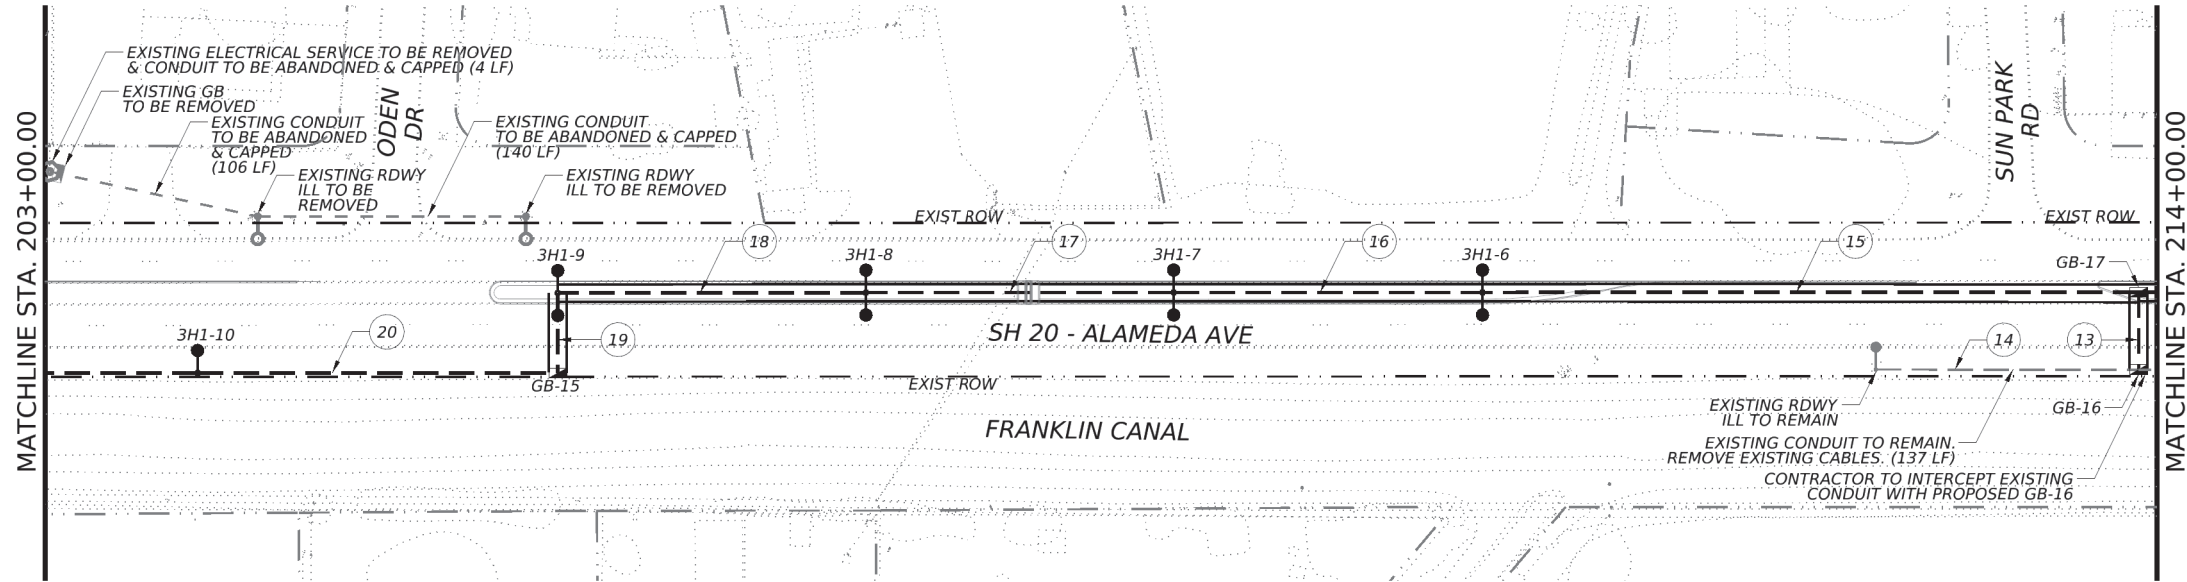 EXISTING ELECTRICAL SERVICE TO BE REMOVED
& CONDUIT TO BE ABANDONED & CAPPED (4 LF)
EXISTING GB
TO BE REMOVED
EXISTING CONDUIT
TO BE ABANDONED
& CAPPED
(106 LF)
ODEN
DR
EXISTING CONDUIT
TO BE ABANDONED & CAPPED
(140 LF)
EXISTING RDWY
ILL TO BE
REMOVED
EXISTING RDWY
ILL TO BE REMOVED
SUN PARK
RD
MATCHLINE STA. 203+00.00
MATCHLINE STA. 214+00.00
EXIST ROW
EXIST ROW
18
17
16
15
3H1-9
3H1-8
3H1-7
3H1-6
GB-17
3H1-10
20
19
SH 20 - ALAMEDA AVE
14
13
GB-15
EXIST ROW
EXISTING RDWY
ILL TO REMAIN
GB-16
FRANKLIN CANAL
EXISTING CONDUIT TO REMAIN.
REMOVE EXISTING CABLES. (137 LF)
CONTRACTOR TO INTERCEPT EXISTING
CONDUIT WITH PROPOSED GB-16